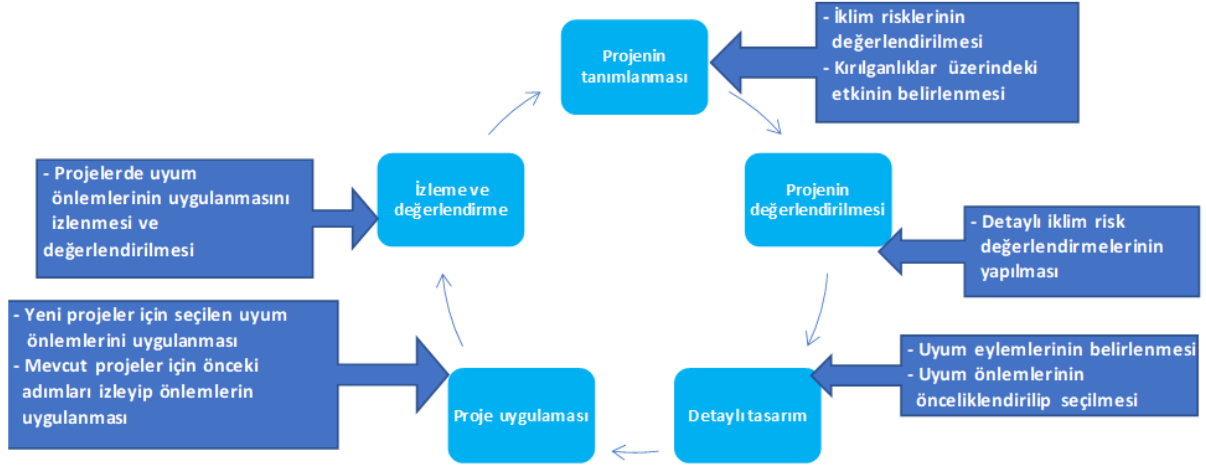 Projenin
tanımlanması
- İklim risklerinin
değerlendirilmesi
- Kırılganlıklar üzerindeki
etkinin belirlenmesi
Projenin
değerlendirilmesi
- Detaylı iklim risk
değerlendirmelerinin
yapılması
Detaylı tasarım
- Uyum eylemlerinin belirlenmesi
- Uyum önlemlerinin
önceliklendirilip seçilmesi
Proje uygulaması
- Yeni projeler için seçilen uyum
önlemlerini uygulanması
- Mevcut projeler için önceki
adımları izleyip önlemlerin
uygulanması
İzleme ve
değerlendirme
- Projelerde uyum
önlemlerinin uygulanmasını
izlenmesi ve
değerlendirilmesi